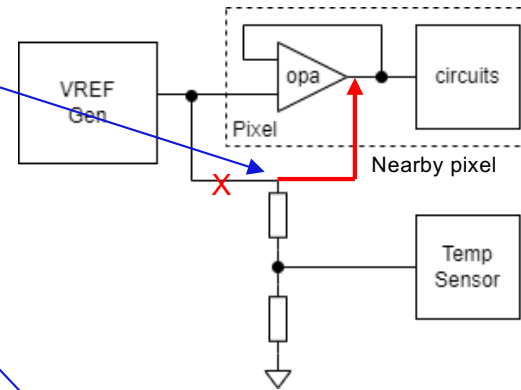 VREF
Gen
opa
circuits
Pixel
Nearby pixel
X
Temp
Sensor